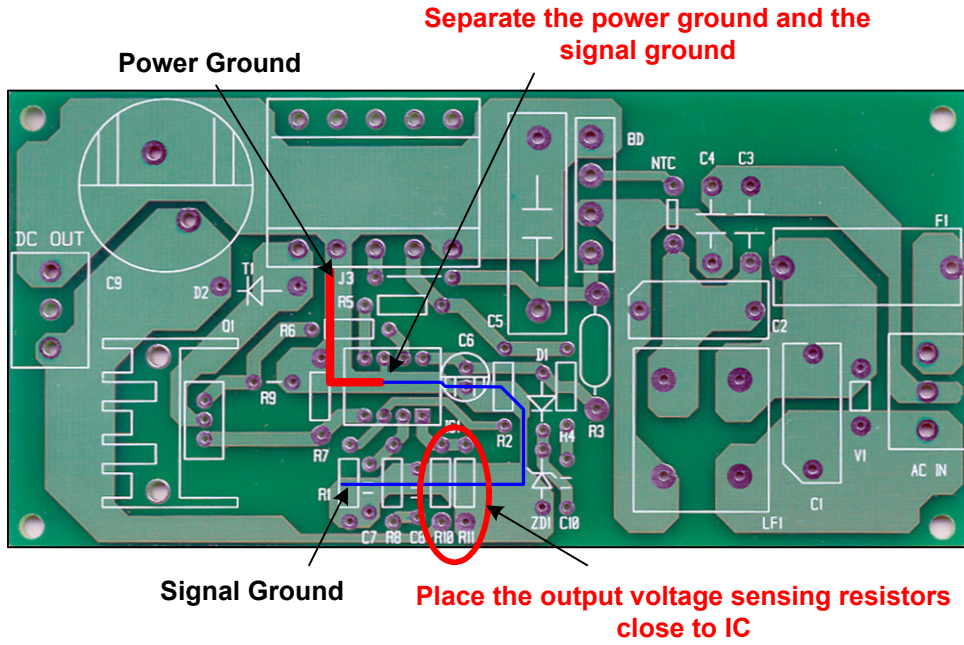 Separate the power ground and the
signal ground
Power Ground
BD
NTC
C4
C3
F1
DC OUT
C9
T1
D2
J3
R5
C5
C2
Q1
R6
C6
D1
R9
IC1
R2
R4
R3
R7
V1
AC IN
R1
C1
LF1
C7
R8
C8
R10
R11
ZD1
C10
Signal Ground
Place the output voltage sensing resistors
close to IC